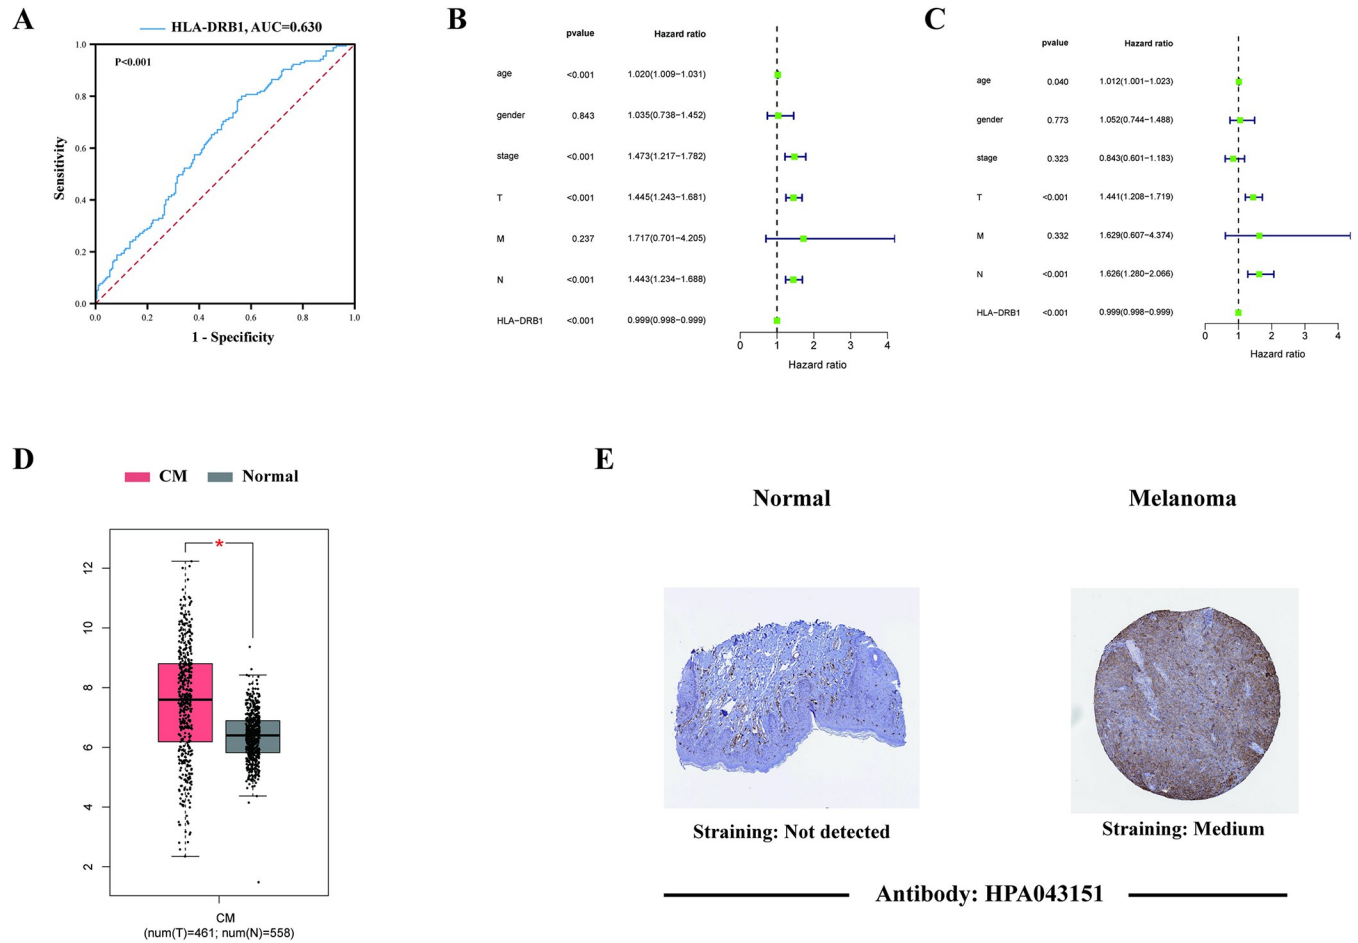 A
HLA-DRB1, AUC=0.630
P<0.001
1.0
0.8
0.6
0.4
0.2
0.0
Sensitivity
0.0 0.2 0.4 0.6 0.8 1.0
1 - Specificity
B
pvalue Hazard ratio
age <0.001 1.020(1.009−1.031)
gender 0.843 1.035(0.738−1.452)
stage <0.001 1.473(1.217−1.782)
T <0.001 1.445(1.243−1.681)
M 0.237 1.717(0.701−4.205)
N <0.001 1.443(1.234−1.688)
HLA−DRB1 <0.001 0.999(0.998−0.999)
0 1 2 3 4
Hazard ratio
C
pvalue Hazard ratio
age 0.040 1.012(1.001−1.023)
gender 0.773 1.052(0.744−1.488)
stage 0.323 0.843(0.601−1.183)
T <0.001 1.441(1.208−1.719)
M 0.332 1.629(0.607−4.374)
N <0.001 1.626(1.280−2.066)
HLA−DRB1 <0.001 0.999(0.998−0.999)
0 1 2 3 4
Hazard ratio
D
CM Normal
*
12
10
8
6
4
2
CM
(num(T)=461; num(N)=558)
E
Normal Melanoma
Straining: Not detected Straining: Medium
Antibody: HPA043151